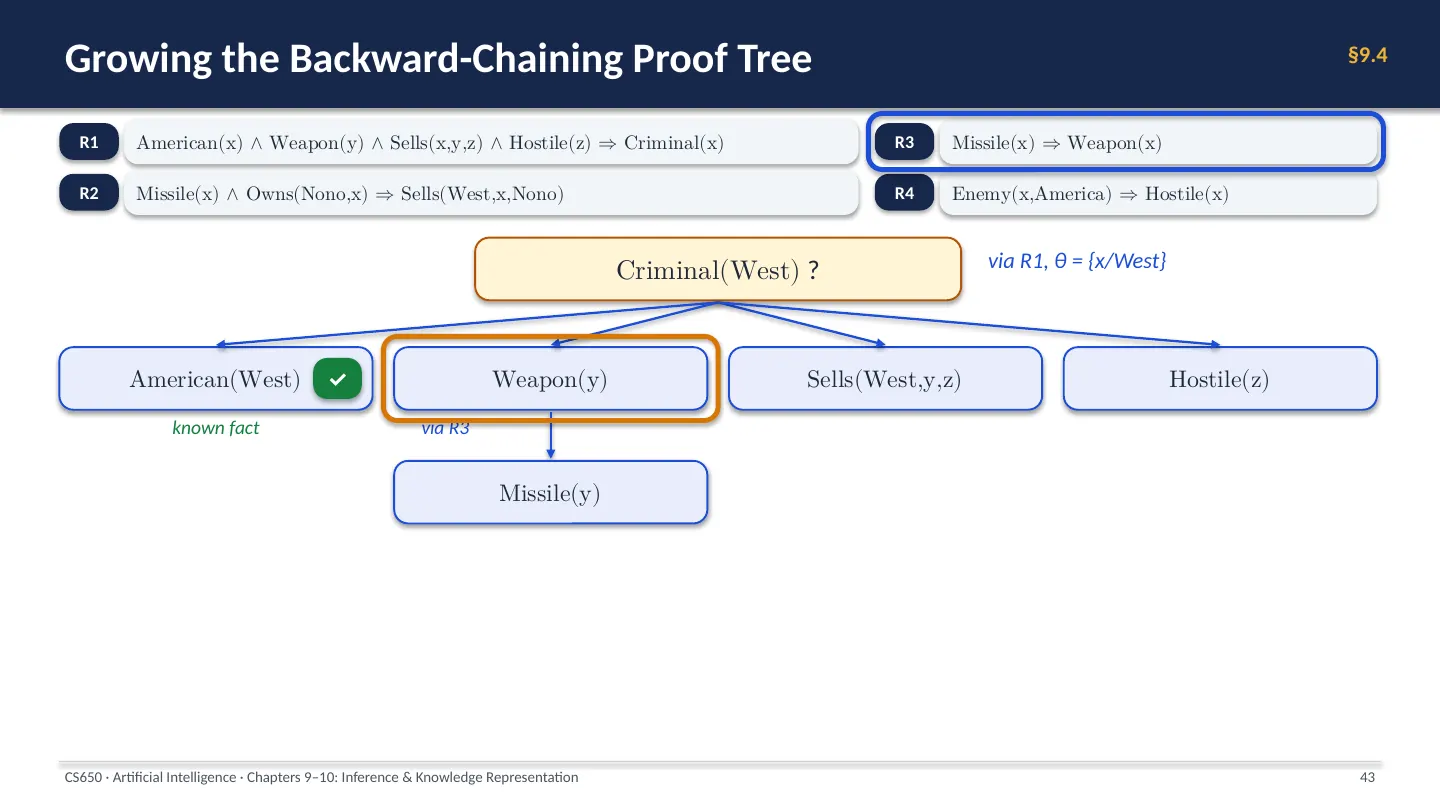 Growing the Backward-Chaining Proof Tree
§9.4
R1 American(x) ∧ Weapon(y) ∧ Sells(x,y,z) ∧ Hostile(z) ⇒ Criminal(x)
R3 Missile(x) ⇒ Weapon(x)
R2 Missile(x) ∧ Owns(Nono,x) ⇒ Sells(West,x,Nono)
R4 Enemy(x,America) ⇒ Hostile(x)
Criminal(West) ?
via R1, θ = {x/West}
American(West) ✓
Weapon(y)
Sells(West,y,z)
Hostile(z)
known fact
via R3
Missile(y)
CS650 · Artificial Intelligence · Chapters 9–10: Inference & Knowledge Representation
43